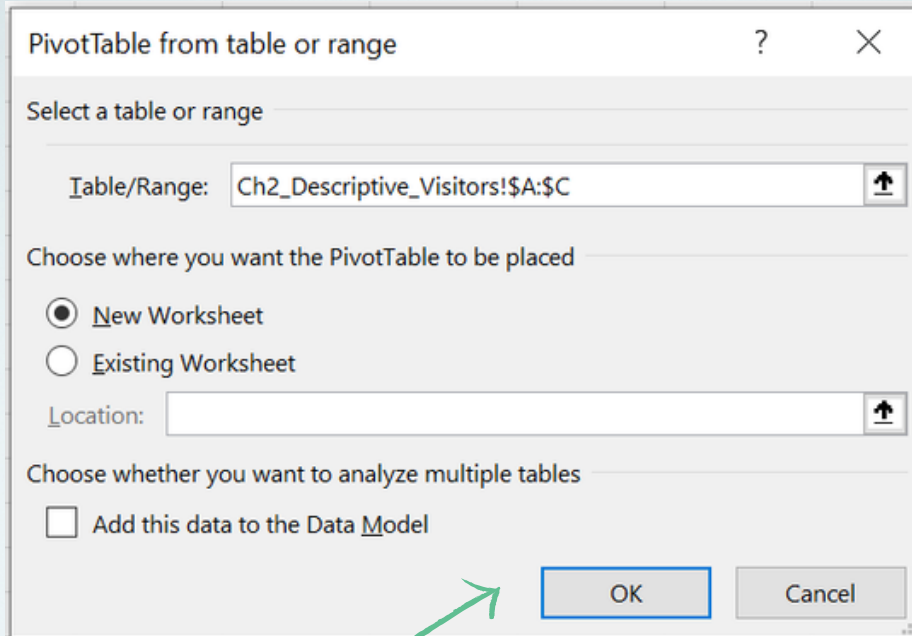 PivotTable from table or range ?
Select a table or range
Table/Range: Ch2_Descriptive_Visitors!$A:$C
Choose where you want the PivotTable to be placed
New Worksheet
Existing Worksheet
Location:
Choose whether you want to analyze multiple tables
Add this data to the Data Model
OK Cancel